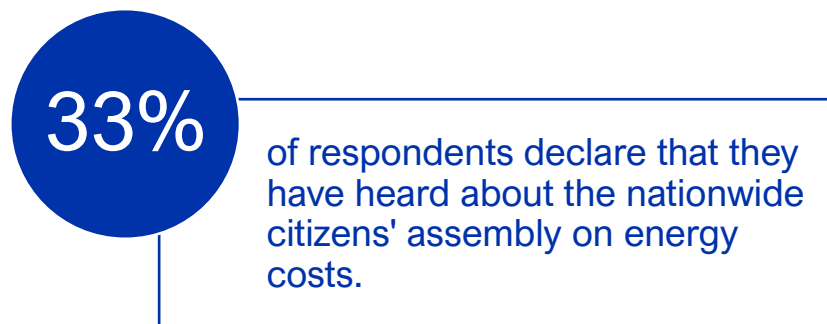 33%
of respondents declare that they
have heard about the nationwide
citizens' assembly on energy
costs.